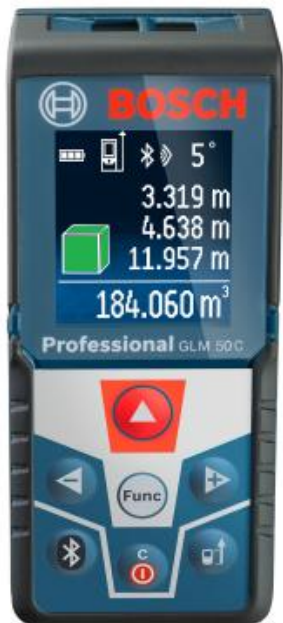 BOSCH
5°
3.319 m
4.638 m
11.957 m
184.060 m³
Professional GLM 50 C
Func
C